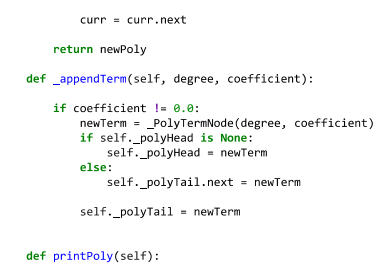 curr = curr.next
return newPoly
def _appendTerm(self, degree, coefficient):
if coefficient != 0.0:
newTerm = _PolyTermNode(degree, coefficient)
if self._polyHead is None:
self._polyHead = newTerm
else:
self._polyTail.next = newTerm
self._polyTail = newTerm
def printPoly(self):